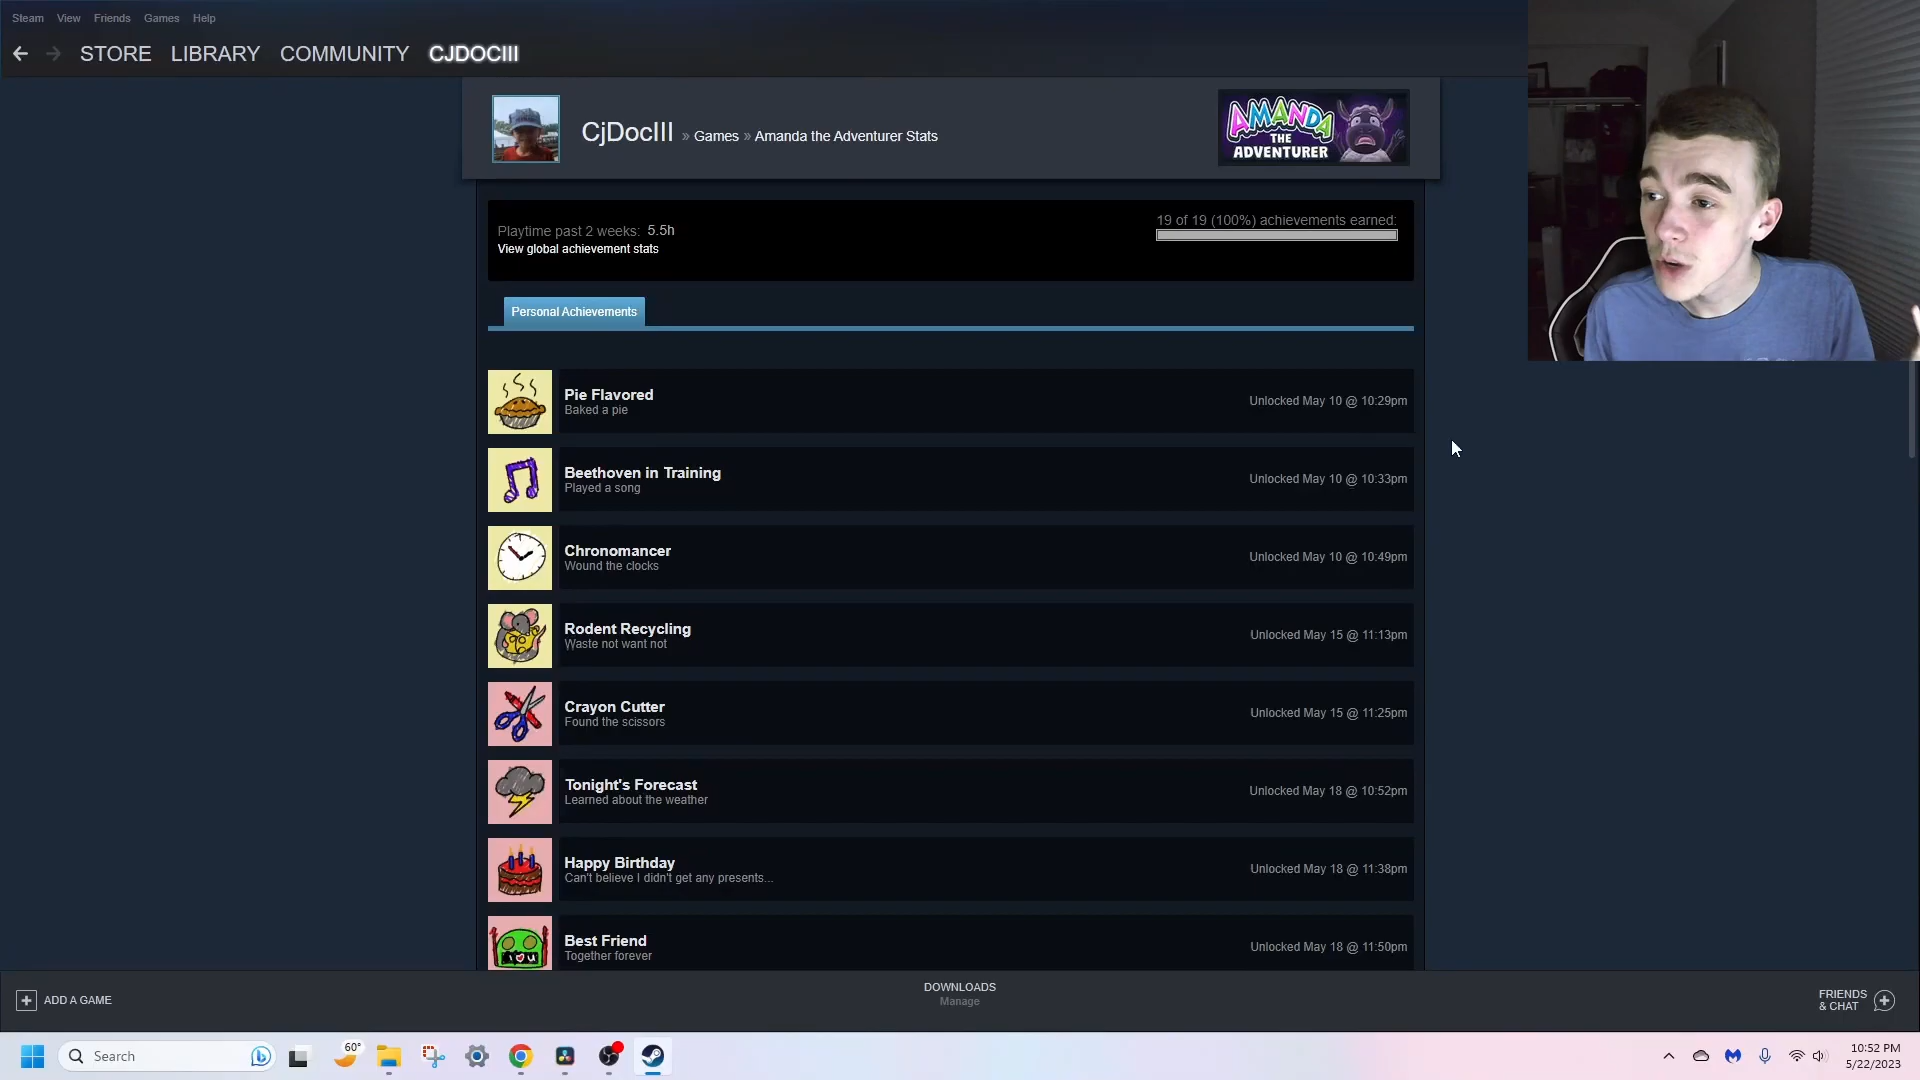 Steam View Friends Games Help
STORE LIBRARY COMMUNITY CJDOCIII
CjDocIII » Games » Amanda the Adventurer Stats
AMANDA
THE
ADVENTURER
Playtime past 2 weeks: 5.5h
View global achievement stats
19 of 19 (100%) achievements earned:
Personal Achievements
Pie Flavored
Baked a pie
Unlocked May 10 @ 10:29pm
Beethoven in Training
Played a song
Unlocked May 10 @ 10:33pm
Chronomancer
Wound the clocks
Unlocked May 10 @ 10:49pm
Rodent Recycling
Waste not want not
Unlocked May 15 @ 11:13pm
Crayon Cutter
Found the scissors
Unlocked May 15 @ 11:25pm
Tonight's Forecast
Learned about the weather
Unlocked May 18 @ 10:52pm
Happy Birthday
Can't believe I didn't get any presents...
Unlocked May 18 @ 11:38pm
Best Friend
Together forever
Unlocked May 18 @ 11:50pm
ADD A GAME
DOWNLOADS
Manage
FRIENDS
& CHAT
Search
60°
10:52 PM
5/22/2023